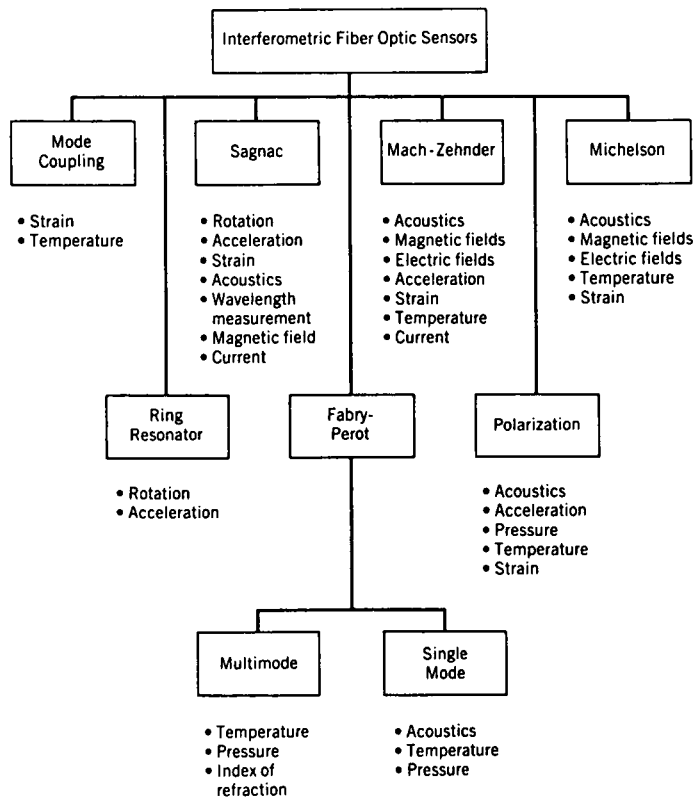 Interferometric Fiber Optic Sensors
Mode
Coupling
• Strain
• Temperature
Sagnac
• Rotation
• Acceleration
• Strain
• Acoustics
• Wavelength
measurement
• Magnetic field
• Current
Mach-Zehnder
• Acoustics
• Magnetic fields
• Electric fields
• Acceleration
• Strain
• Temperature
• Current
Michelson
• Acoustics
• Magnetic fields
• Electric fields
• Temperature
• Strain
Ring
Resonator
• Rotation
• Acceleration
Fabry-
Perot
Polarization
• Acoustics
• Acceleration
• Pressure
• Temperature
• Strain
Multimode
• Temperature
• Pressure
• Index of
refraction
Single
Mode
• Acoustics
• Temperature
• Pressure